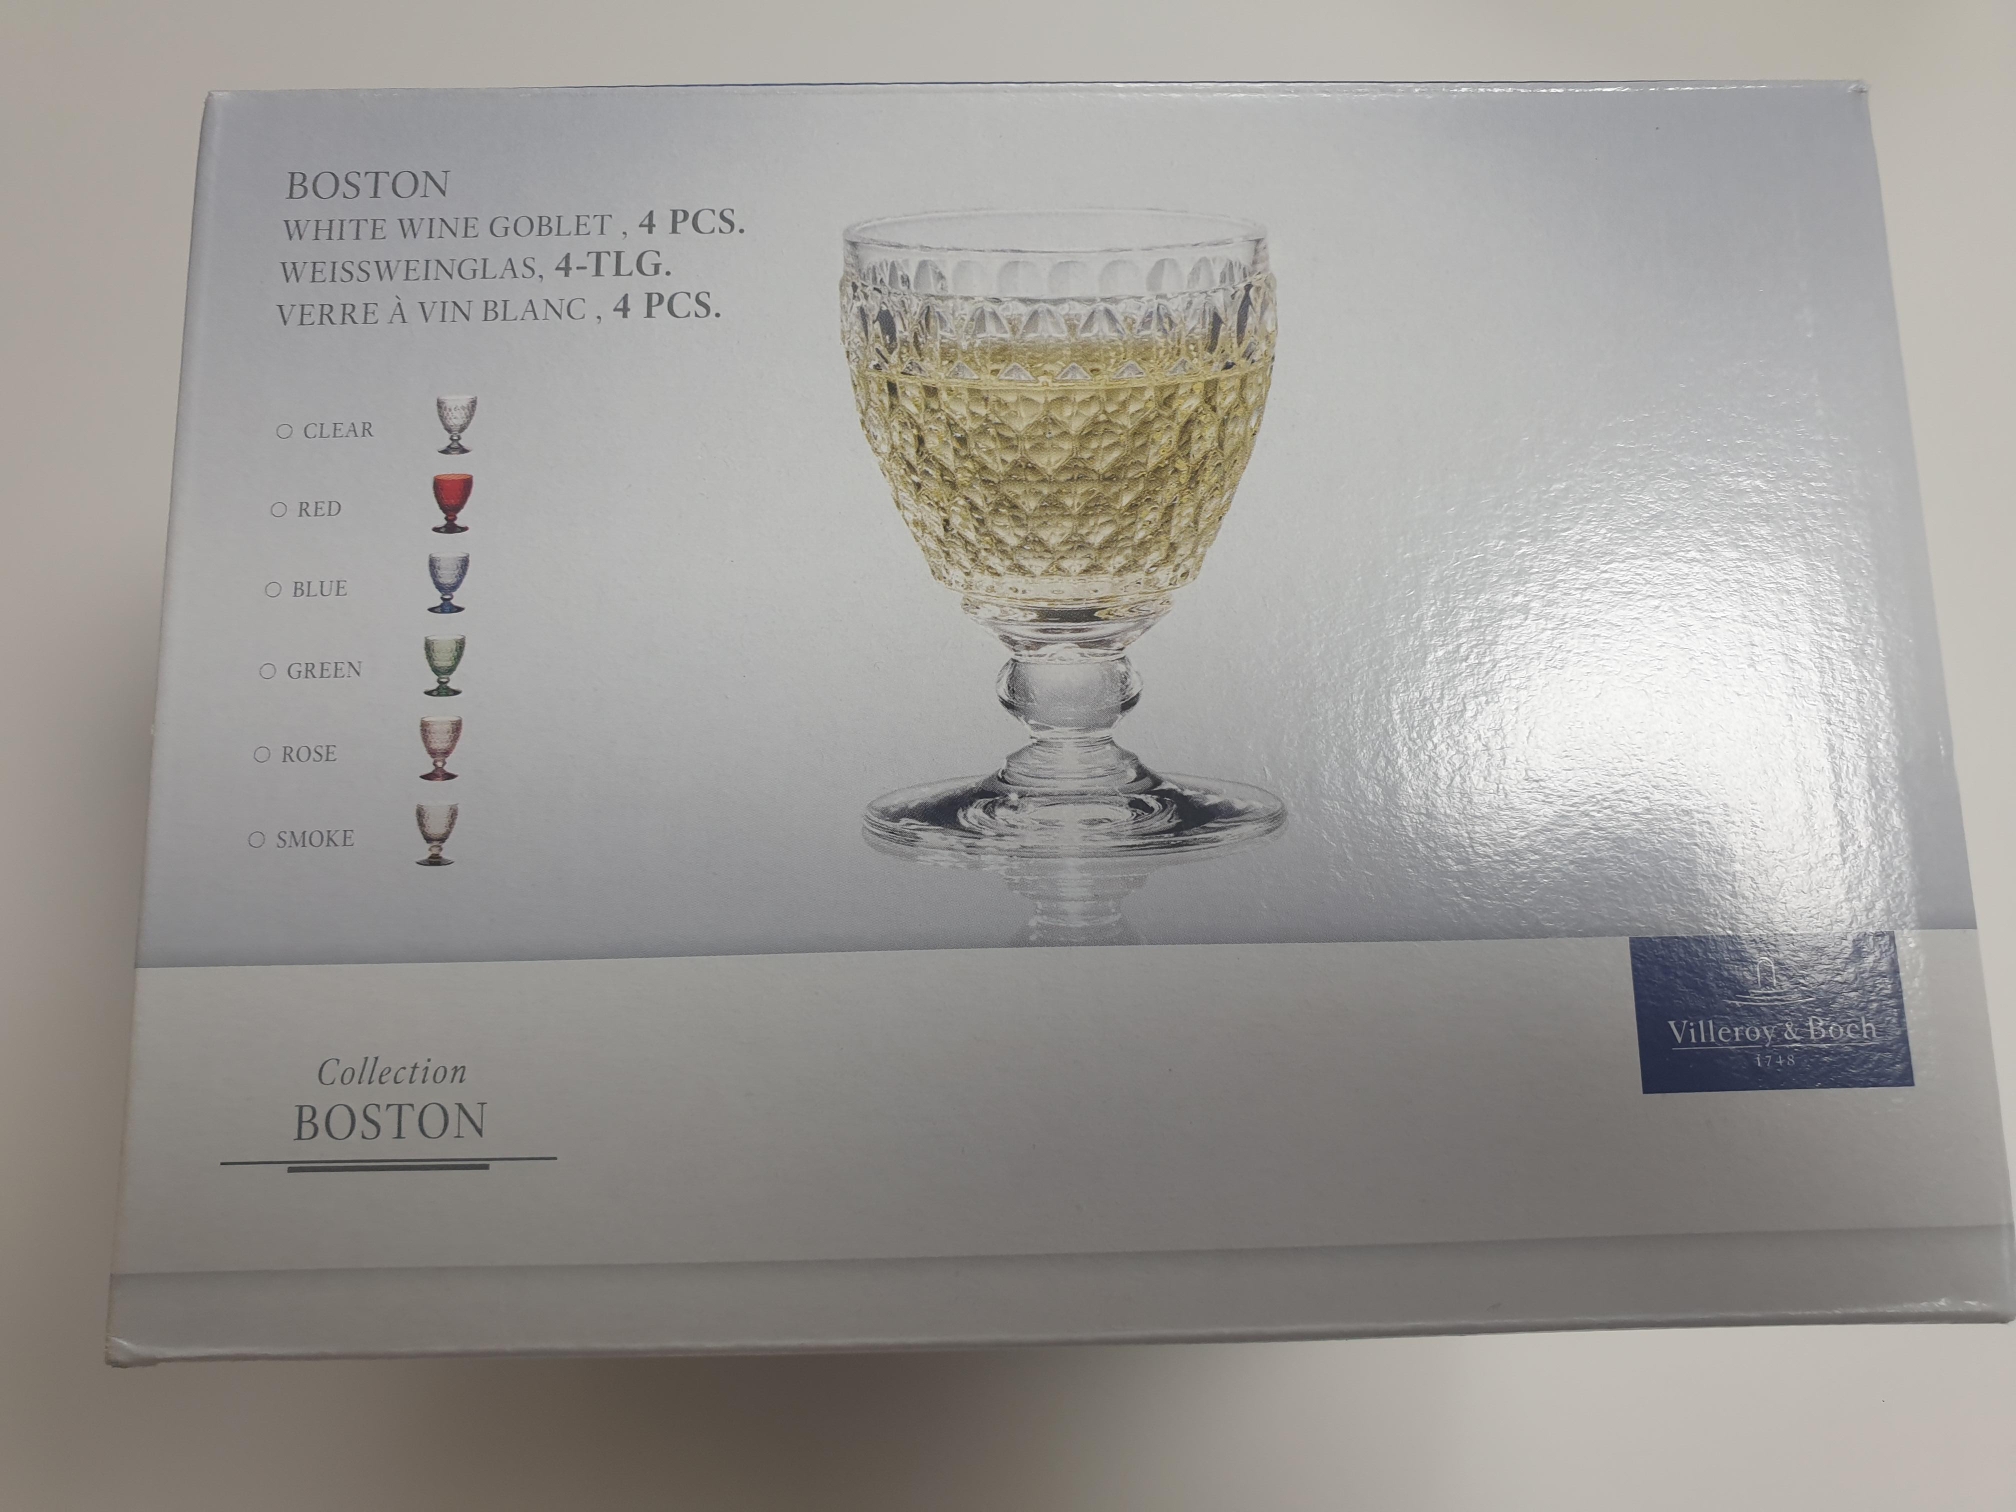 BOSTON
WHITE WINE GOBLET , 4 PCS.
WEISSWEINGLAS, 4-TLG.
VERRE À VIN BLANC , 4 PCS.
CLEAR
RED
BLUE
GREEN
ROSE
SMOKE
Collection
BOSTON
Villeroy & Boch
1748